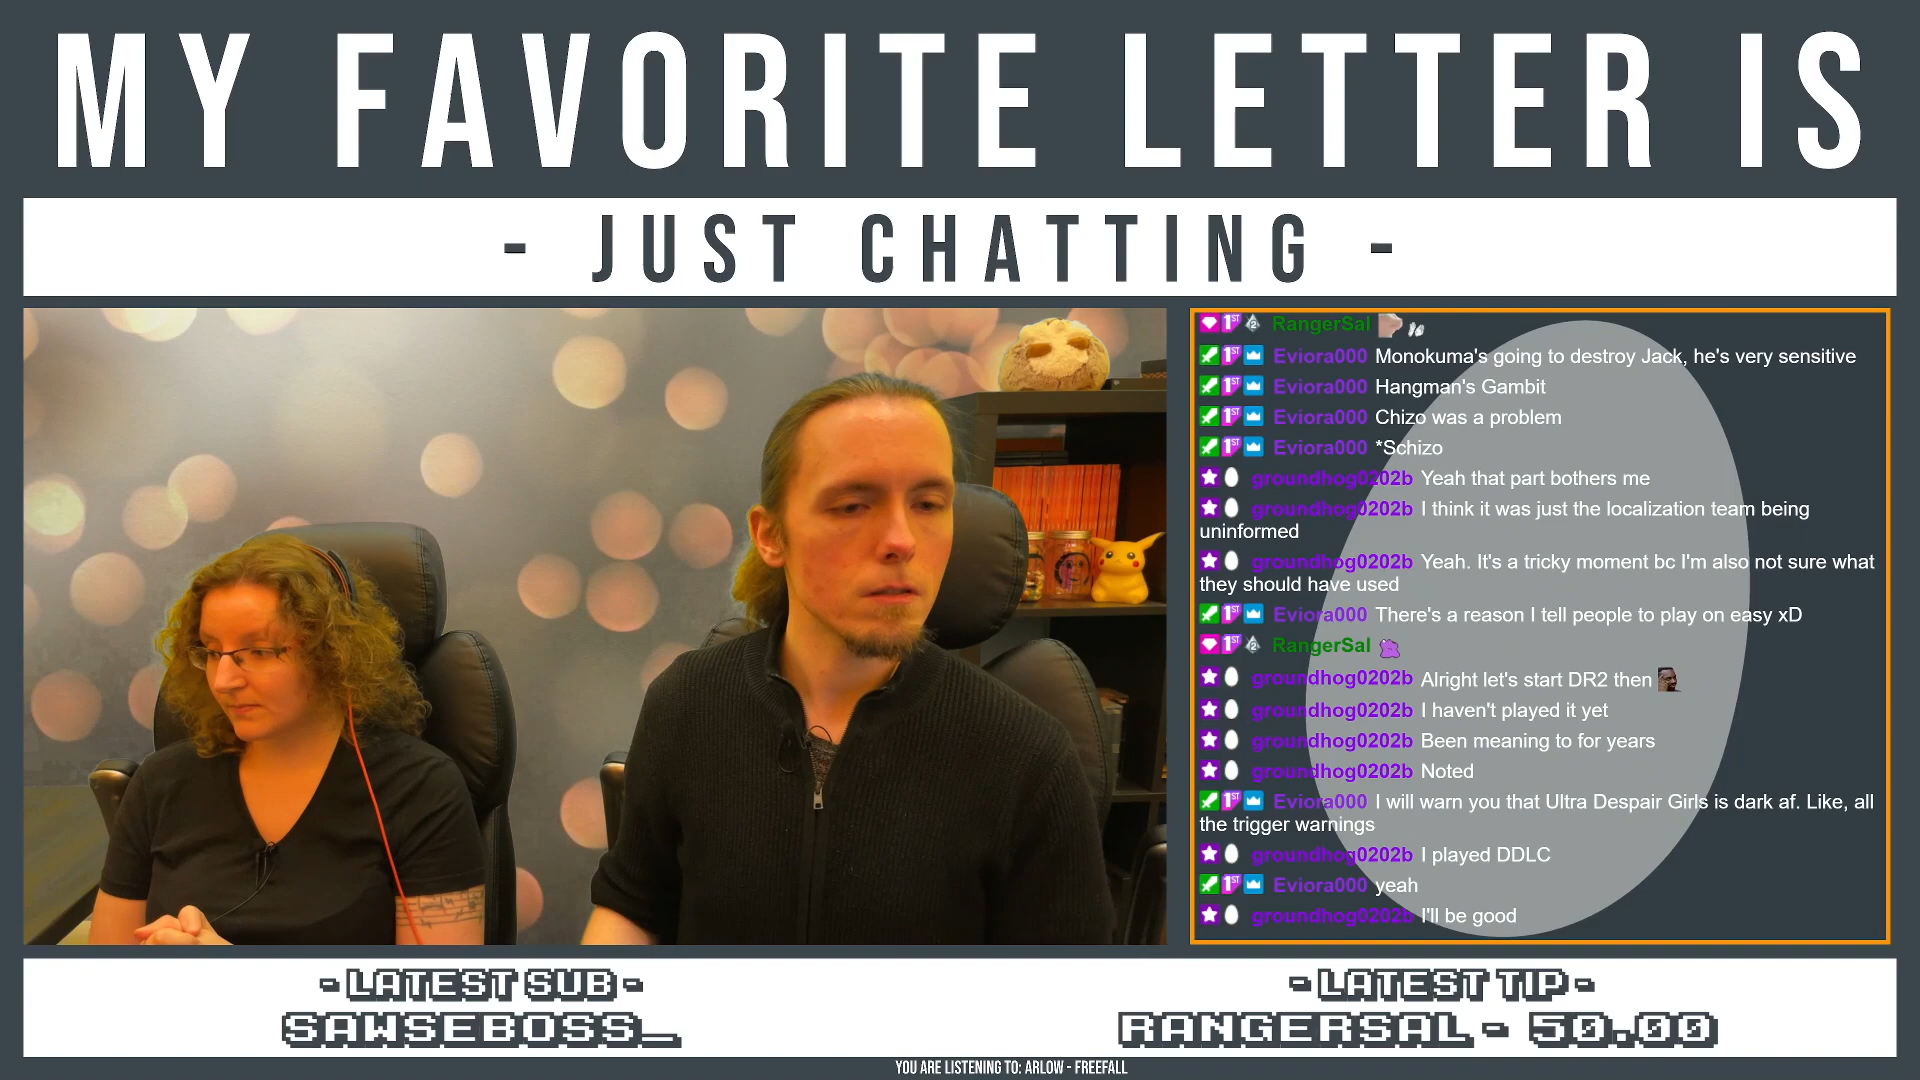 MY FAVORITE LETTER IS
- JUST CHATTING -
RangerSal
Eviora000 Monokuma's going to destroy Jack, he's very sensitive
Eviora000 Hangman's Gambit
Eviora000 Chizo was a problem
Eviora000 *Schizo
groundhog0202b Yeah that part bothers me
groundhog0202b I think it was just the localization team being
uninformed
groundhog0202b Yeah. It's a tricky moment bc I'm also not sure what
they should have used
Eviora000 There's a reason I tell people to play on easy xD
RangerSal
groundhog0202b Alright let's start DR2 then
groundhog0202b I haven't played it yet
groundhog0202b Been meaning to for years
groundhog0202b Noted
Eviora000 I will warn you that Ultra Despair Girls is dark af. Like, all
the trigger warnings
groundhog0202b I played DDLC
Eviora000 yeah
groundhog0202b I'll be good
- LATEST SUB -
SAWSEBOSS_
- LATEST TIP -
RANGERSAL - 50.00
YOU ARE LISTENING TO: ARLOW - FREEFALL